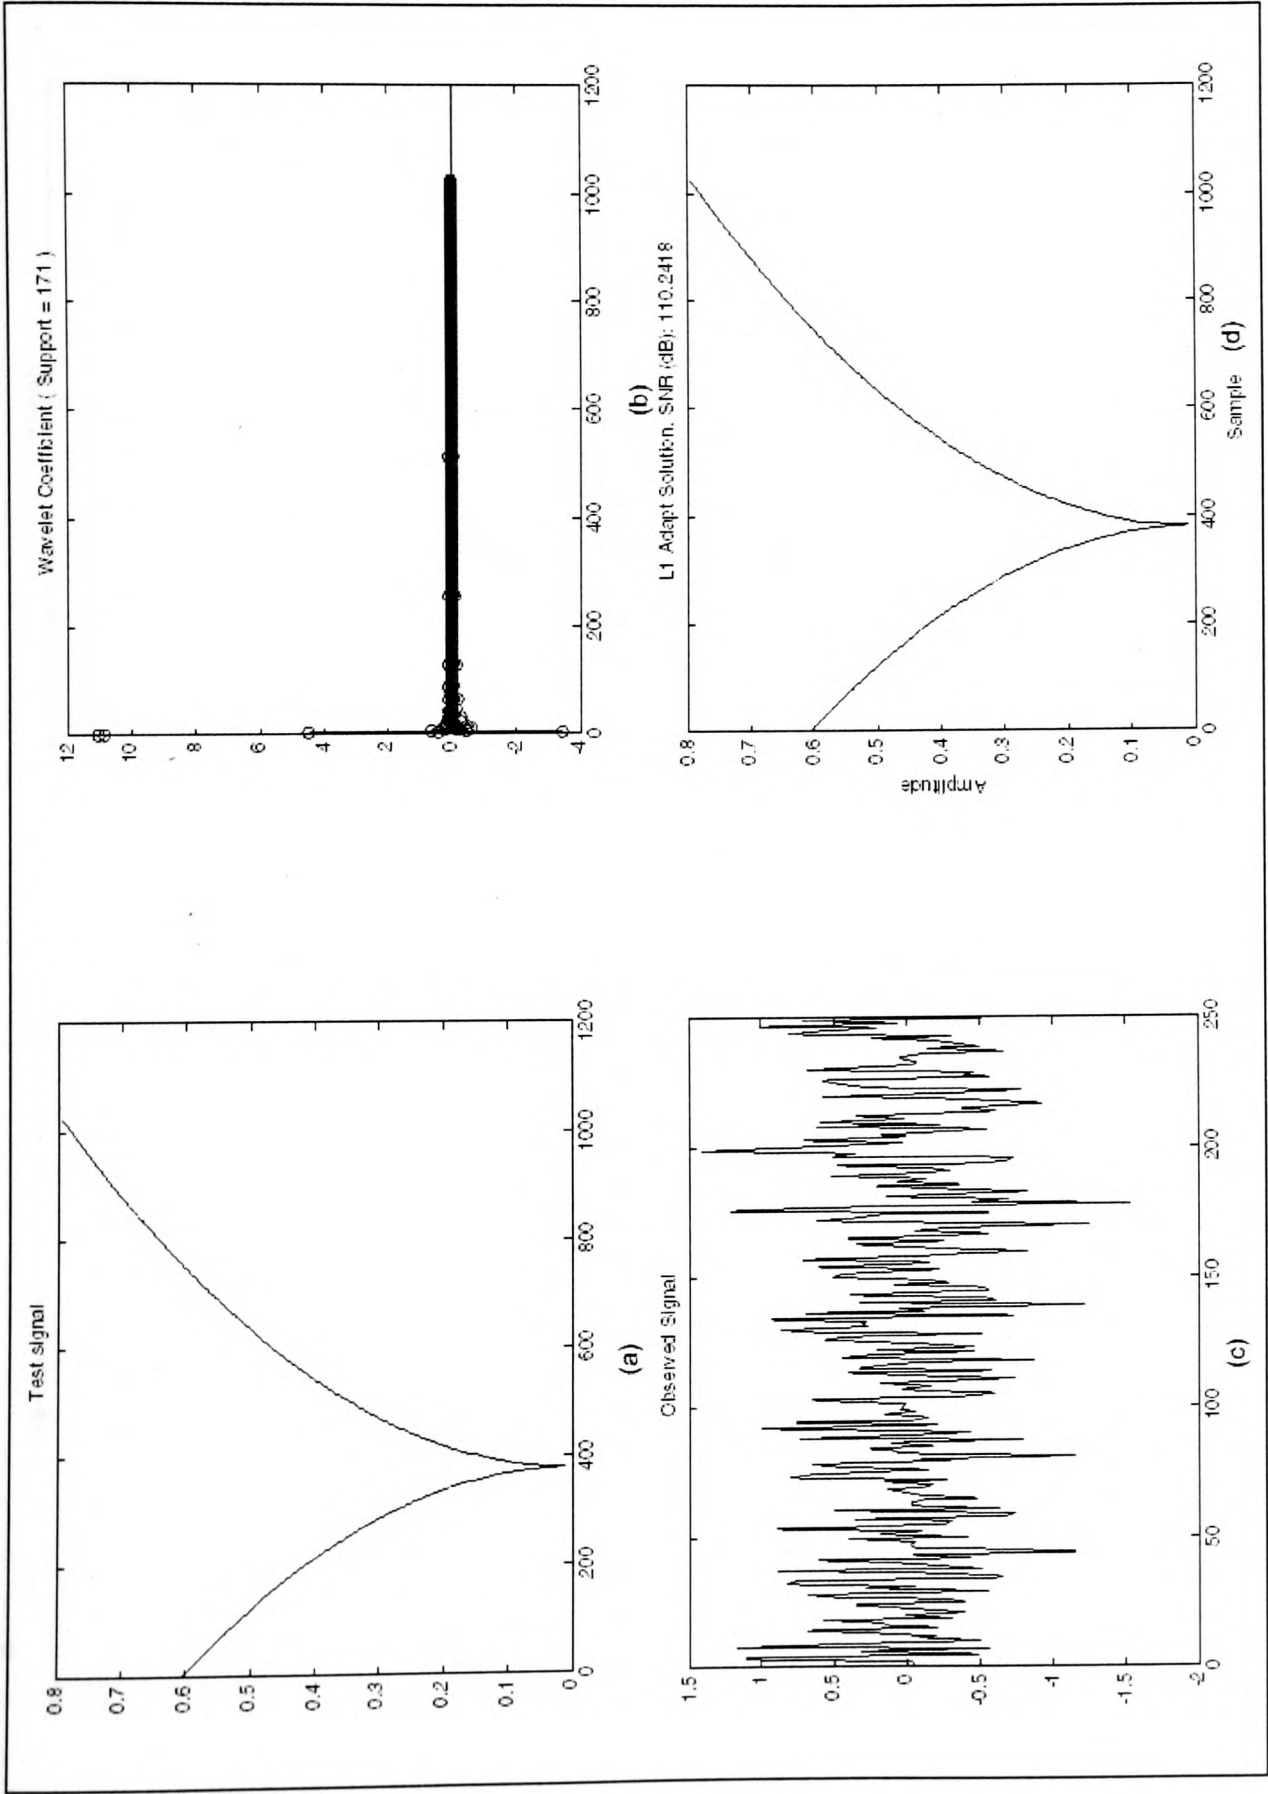 Test signal
0.8
0.7
0.6
0.5
0.4
0.3
0.2
0.1
0
0 200 400 600 800 1000 1200
(a)
Wavelet Coefficient ( Support = 171 )
12
10
8
6
4
2
0
-2
-4
0 200 400 600 800 1000 1200
(b)
Observed Signal
1.5
1
0.5
0
-0.5
-1
-1.5
-2
0 50 100 150 200 250
(c)
L1 Adapt Solution, SNR (dB): 110.2418
Amplitude
0.8
0.7
0.6
0.5
0.4
0.3
0.2
0.1
0
0 200 400 600 800 1000 1200
Sample (d)